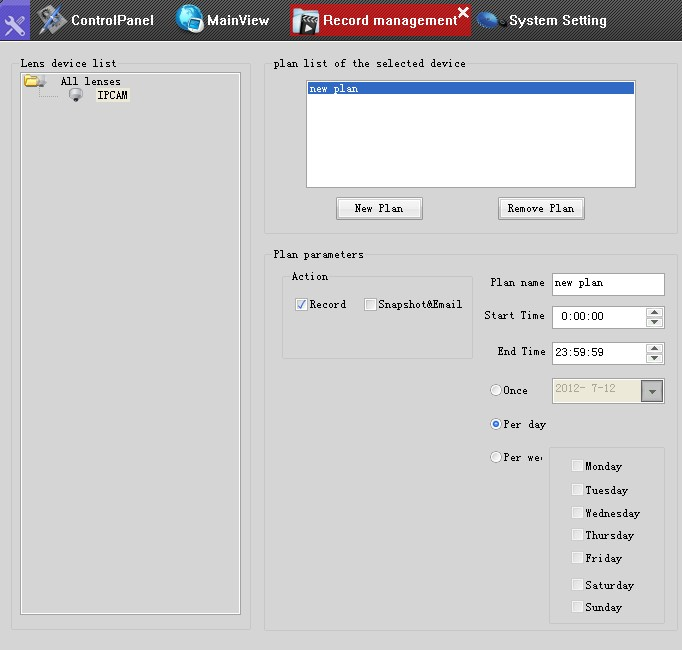 ControlPanel MainView Record management System Setting
Lens device list
All lenses
IPCAM
plan list of the selected device
new plan
New Plan Remove Plan
Plan parameters
Action
Record Snapshot&Email
Plan name new plan
Start Time 0:00:00
End Time 23:59:59
Once 2012- 7-12
Per day
Per wee
Monday
Tuesday
Wednesday
Thursday
Friday
Saturday
Sunday